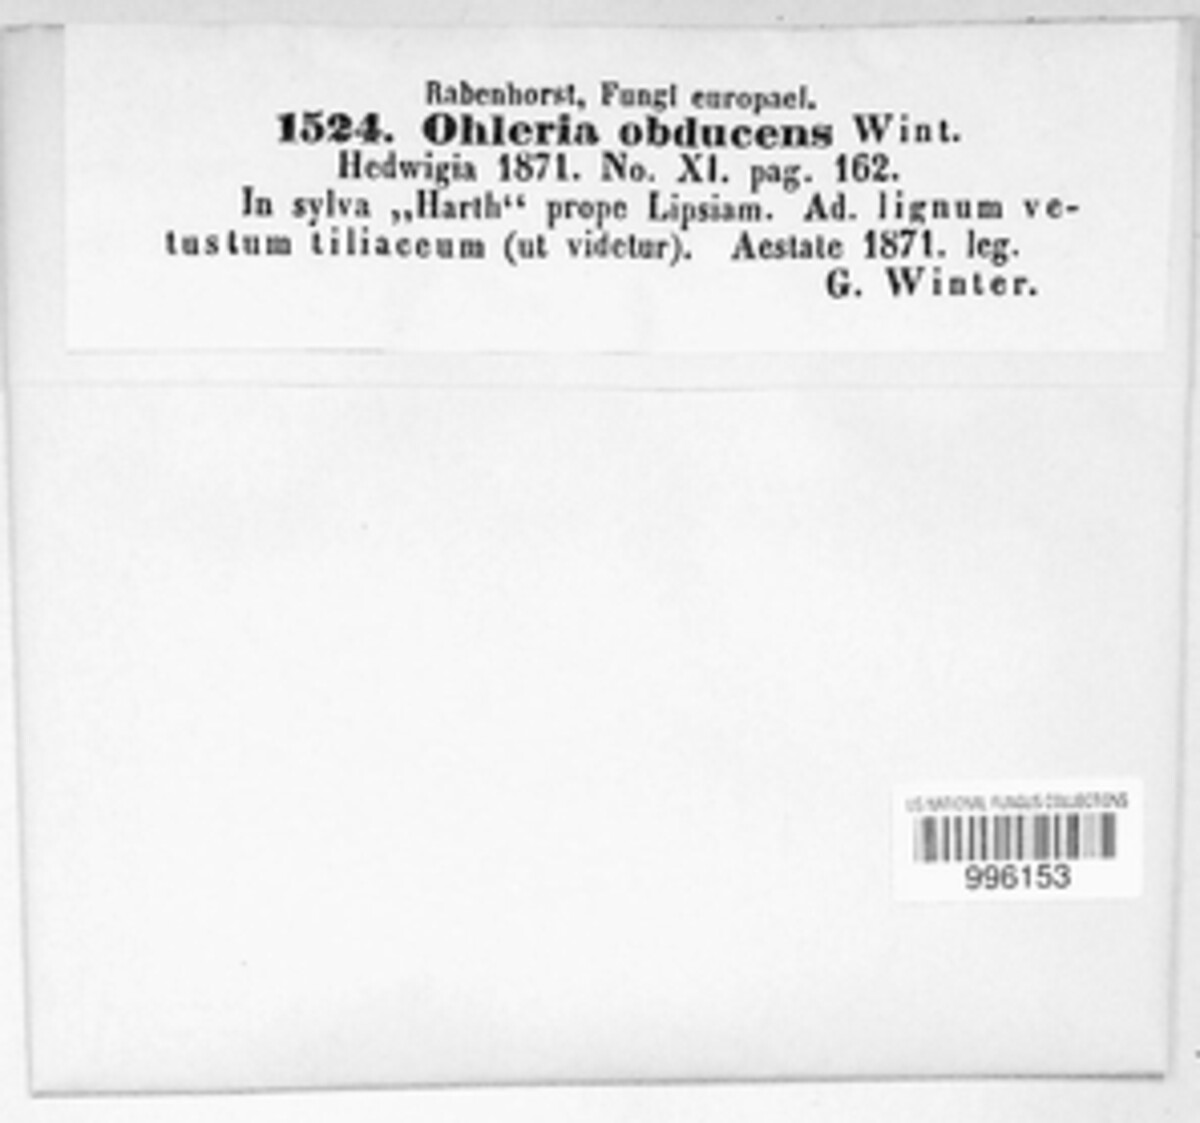 Rabenhorst, Fungi europaei.
1524. Ohleria obducens Wint.
Hedwigia 1871. No. XI. pag. 162.
In sylva „Harth“ prope Lipsiam. Ad. lignum ve-
tustum tiliaceum (ut videtur). Aestate 1871. leg.
G. Winter.
US NATIONAL FUNGUS COLLECTIONS
996153